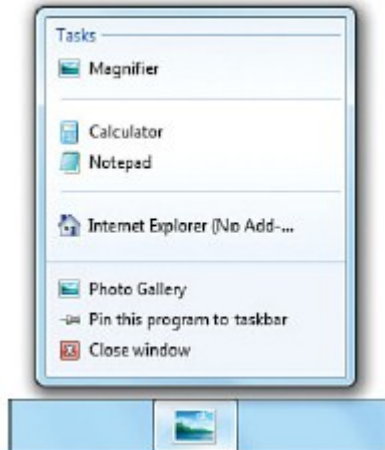 Tasks
Magnifier
Calculator
Notepad
Internet Explorer (No Add-...
Photo Gallery
Pin this program to taskbar
Close window